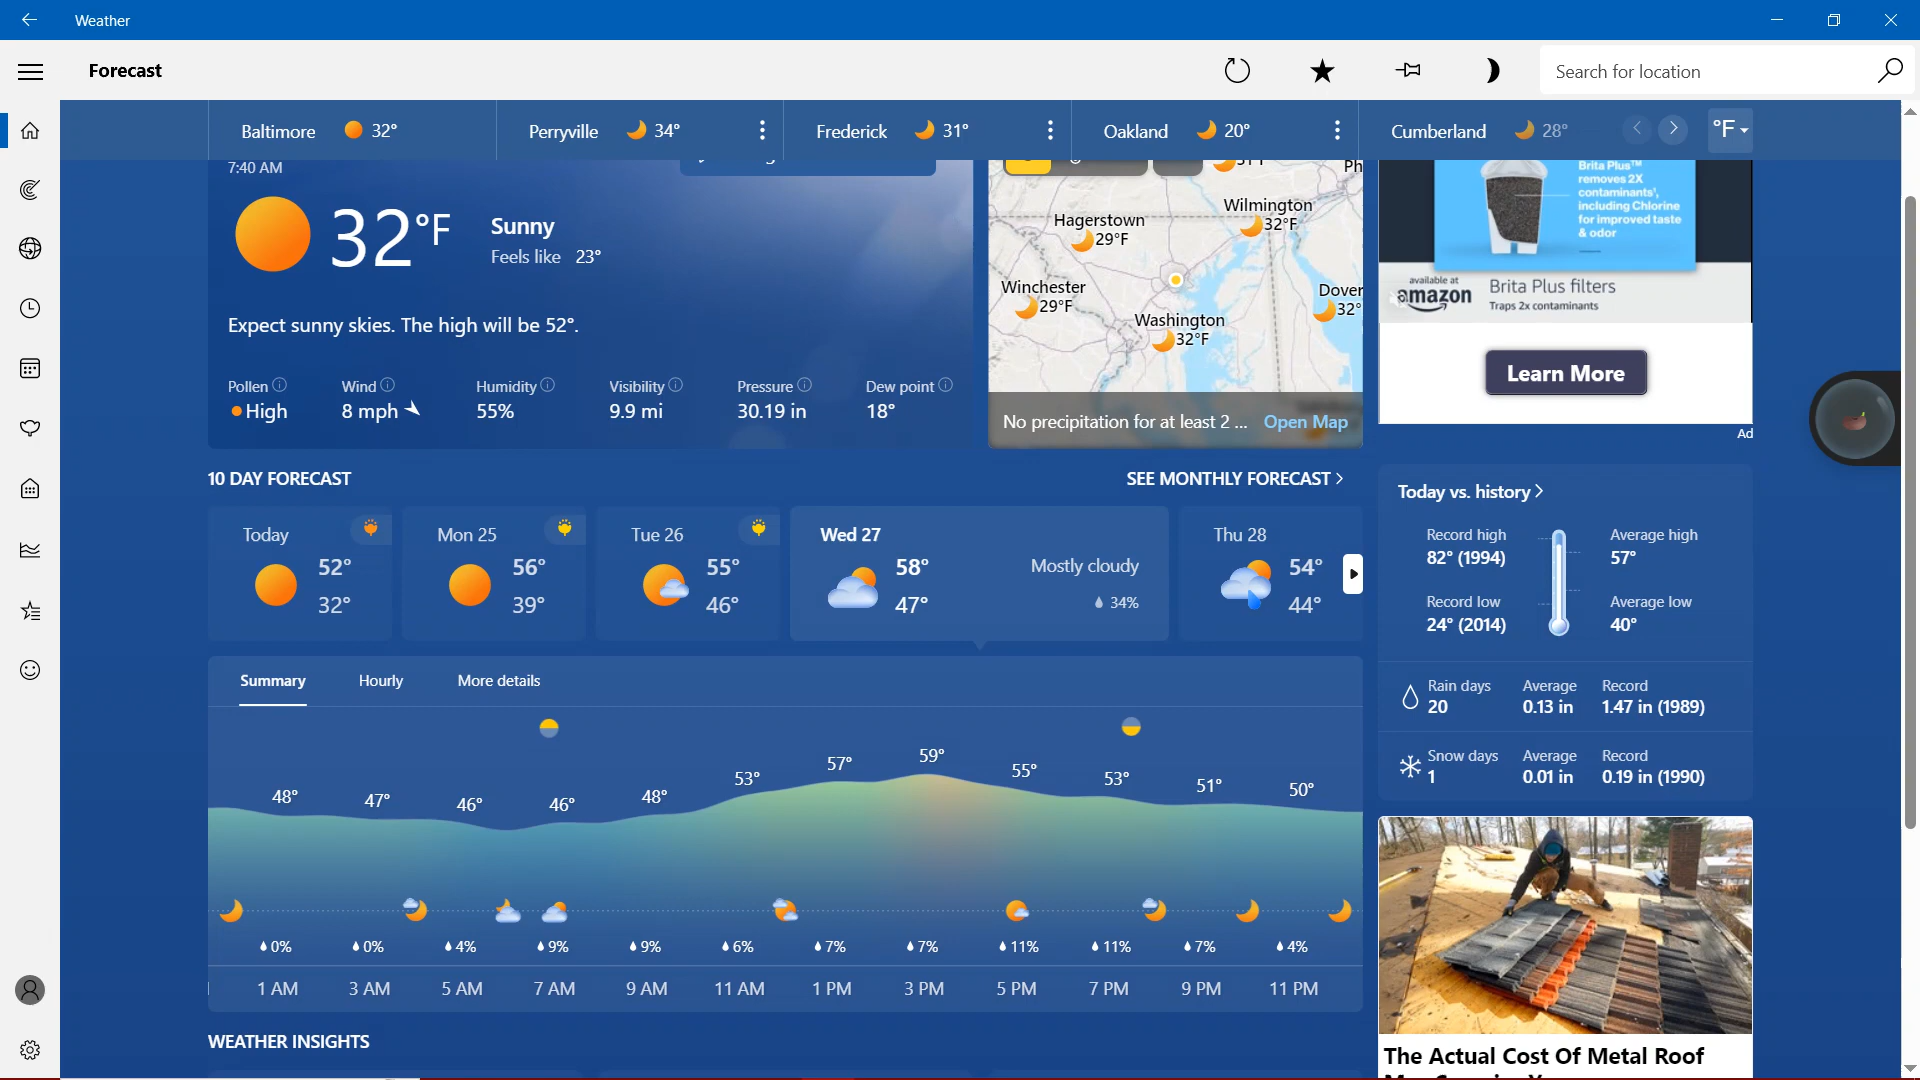 Weather
Forecast
Search for location
Baltimore 32°
Perryville 34°
Frederick 31°
Oakland 20°
Cumberland 28°
°F
7:40 AM
32°F
Sunny
Feels like 23°
Expect sunny skies. The high will be 52°.
Pollen Wind Humidity Visibility Pressure Dew point
High 8 mph 55% 9.9 mi 30.19 in 18°
Ph
Wilmington
32°F
Hagerstown
29°F
Winchester
29°F
Dover
32°
Washington
32°F
No precipitation for at least 2 ... Open Map
Brita Plus™
removes 2X
contaminants¹,
including Chlorine
for improved taste
& odor
available at
amazon
Brita Plus filters
Traps 2x contaminants
Learn More
Ad
10 DAY FORECAST
SEE MONTHLY FORECAST
Today
52°
32°
Mon 25
56°
39°
Tue 26
55°
46°
Wed 27
58°
47°
Mostly cloudy
34%
Thu 28
54°
44°
Summary Hourly More details
48° 47° 46° 46° 48° 53° 57° 59° 55° 53° 51° 50°
0% 0% 4% 9% 9% 6% 7% 7% 11% 11% 7% 4%
1 AM 3 AM 5 AM 7 AM 9 AM 11 AM 1 PM 3 PM 5 PM 7 PM 9 PM 11 PM
WEATHER INSIGHTS
Today vs. history
Record high
82° (1994)
Average high
57°
Record low
24° (2014)
Average low
40°
Rain days Average Record
20 0.13 in 1.47 in (1989)
Snow days Average Record
1 0.01 in 0.19 in (1990)
The Actual Cost Of Metal Roof